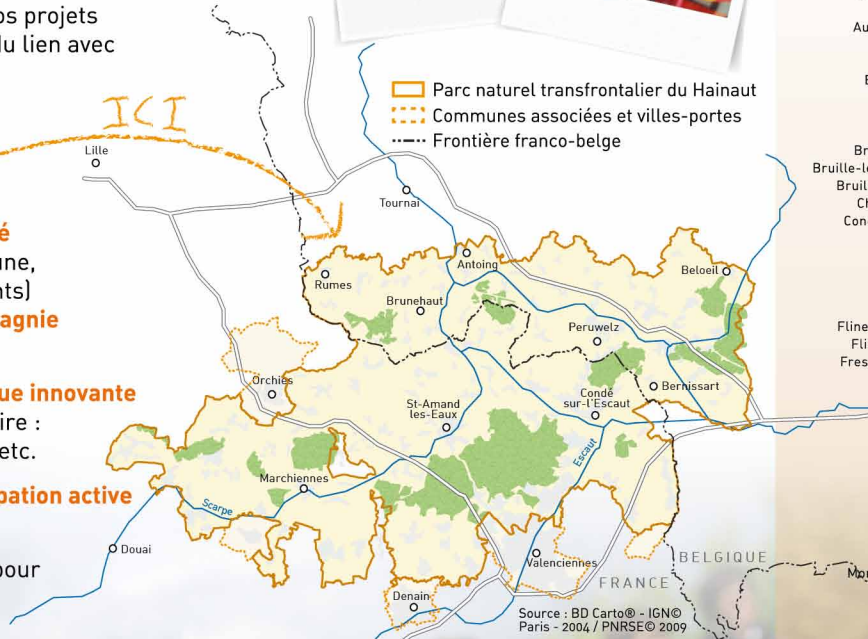 os projets
du lien avec
ICI
Parc naturel transfrontalier du Hainaut
Communes associées et villes-portes
Frontière franco-belge
Lille
Tournai
Antoing
Beloeil
Rumes
Brunehaut
Peruwelz
Bernissart
Condé
sur-l'Escaut
Orchies
St-Amand
les-Eaux
Marchiennes
Scarpe
Escaut
Douai
Valenciennes
Denain
BELGIQUE
FRANCE
Source : BD Carto® - IGN©
Paris - 2004 / PNRSE© 2009
é
une,
nts)
agnie
ue innovante
ire :
etc.
pation active
pour
Au
Br
Bruille-le
Bruil
Ch
Con
Fline
Fli
Fres